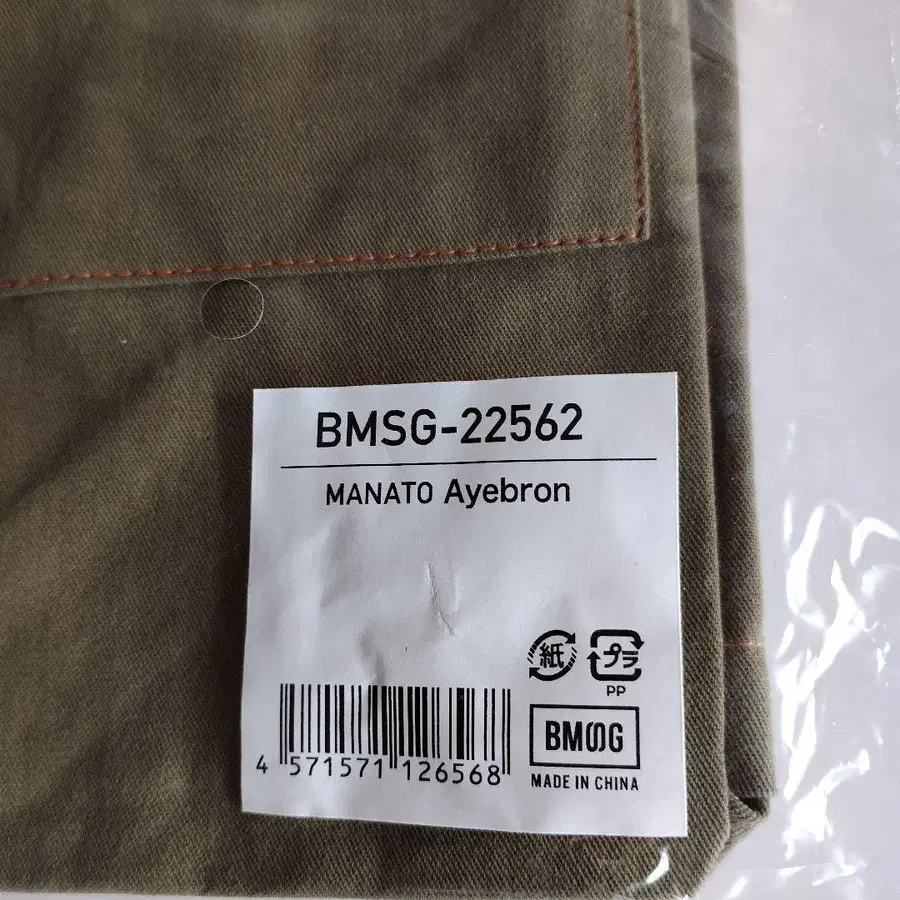 BMSG-22562
MANATO Ayebron
紙
プラ
PP
BMSG
MADE IN CHINA
4 571571 126568